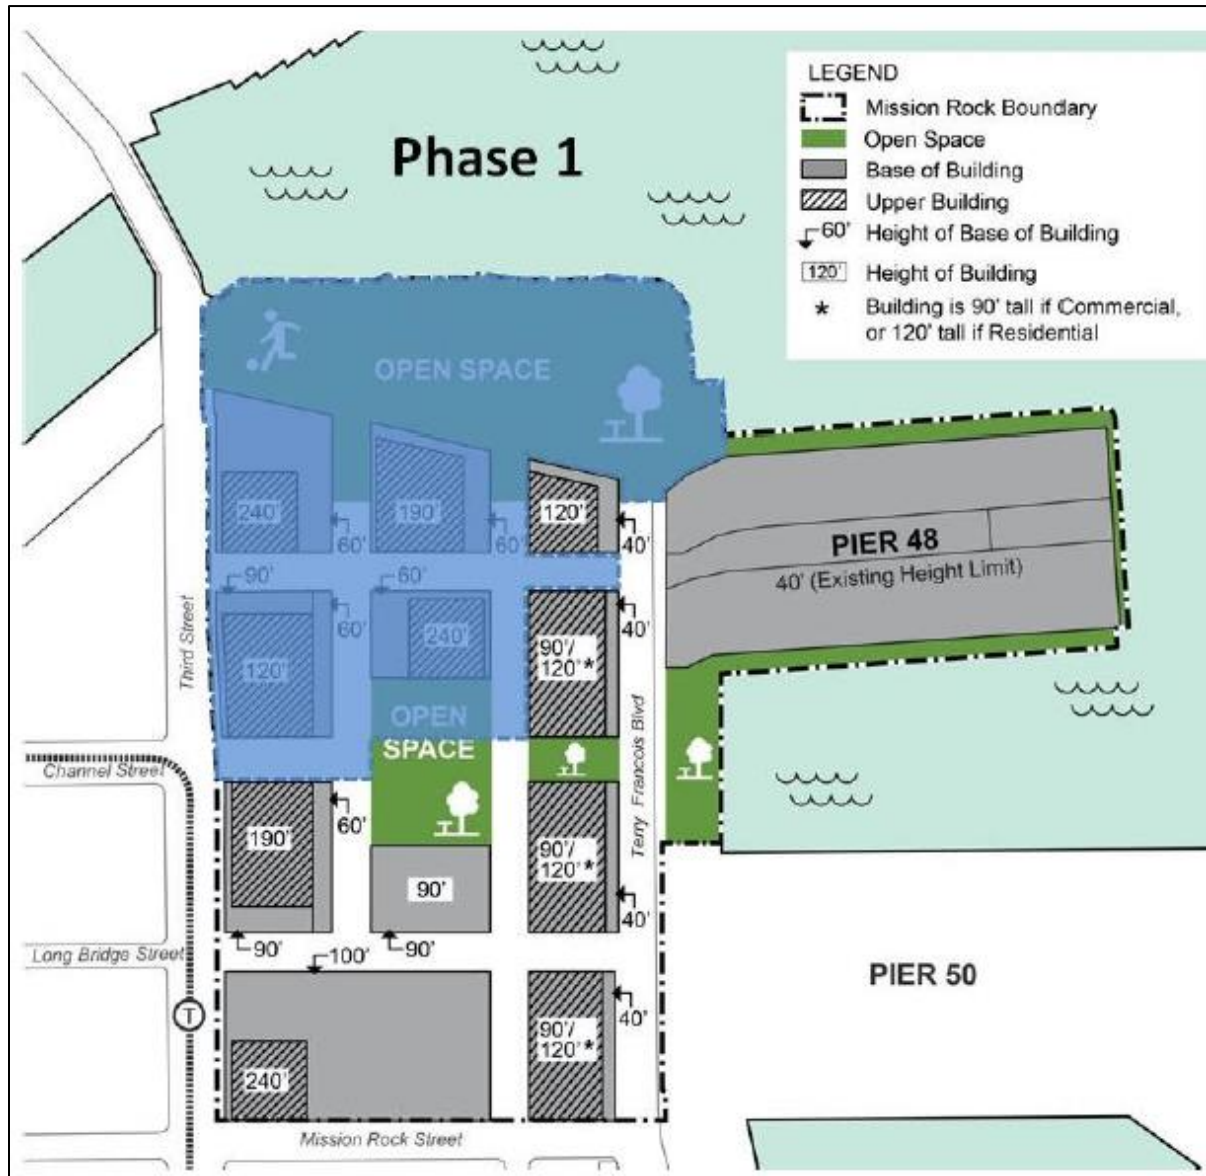 Phase 1
LEGEND
Mission Rock Boundary
Open Space
Base of Building
Upper Building
60' Height of Base of Building
120' Height of Building
* Building is 90' tall if Commercial,
or 120' tall if Residential
OPEN SPACE
240'
60'
190'
60'
120'
40'
PIER 48
40' (Existing Height Limit)
90'
60'
60'
240'
40'
90'/
120'*
120'
Third Street
OPEN
SPACE
Channel Street
Terry Francois Blvd
190'
60'
90'/
120'*
90'
40'
90'
90'
Long Bridge Street
100'
PIER 50
T
40'
90'/
120'*
240'
Mission Rock Street